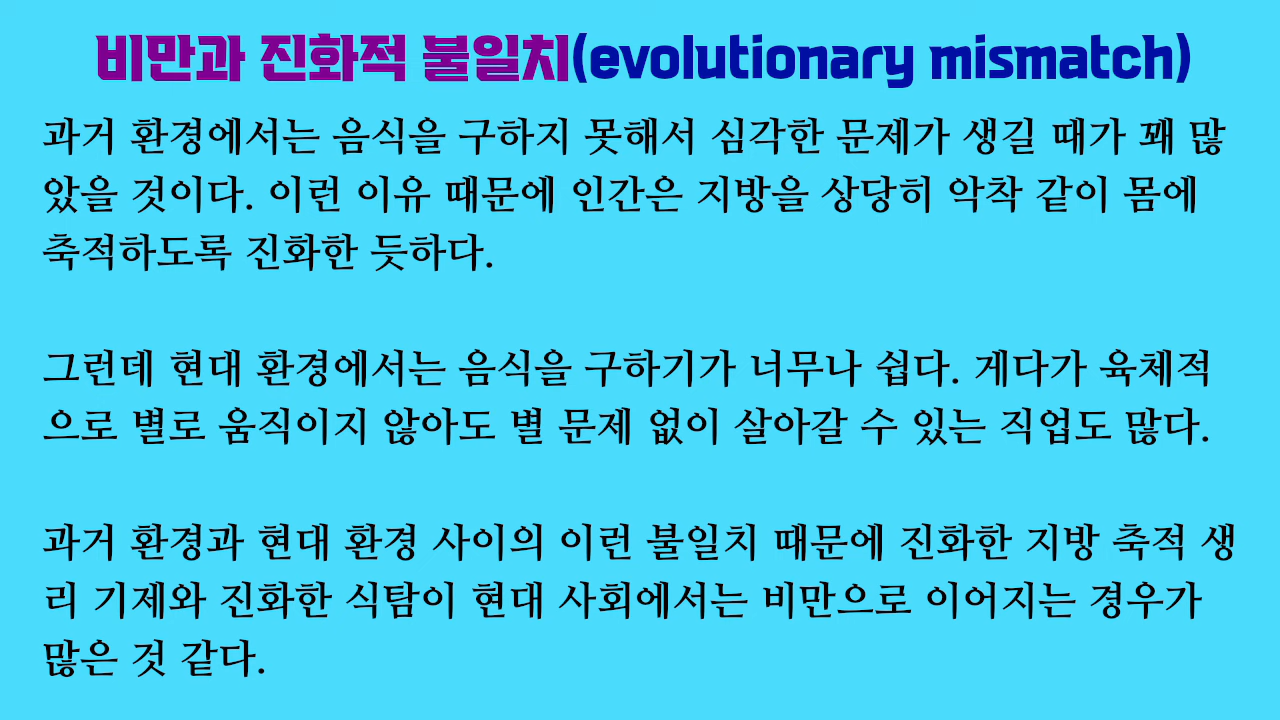 비만과 진화적 불일치(evolutionary mismatch)
과거 환경에서는 음식을 구하지 못해서 심각한 문제가 생길 때가 꽤 많
았을 것이다. 이런 이유 때문에 인간은 지방을 상당히 악착 같이 몸에
축적하도록 진화한 듯하다.
그런데 현대 환경에서는 음식을 구하기가 너무나 쉽다. 게다가 육체적
으로 별로 움직이지 않아도 별 문제 없이 살아갈 수 있는 직업도 많다.
과거 환경과 현대 환경 사이의 이런 불일치 때문에 진화한 지방 축적 생
리 기제와 진화한 식탐이 현대 사회에서는 비만으로 이어지는 경우가
많은 것 같다.